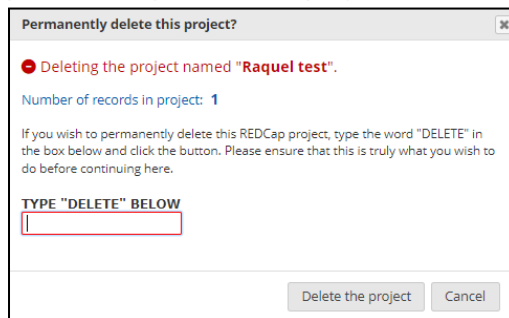 Permanently delete this project?
Deleting the project named "Raquel test".
Number of records in project: 1
If you wish to permanently delete this REDCap project, type the word "DELETE" in
the box below and click the button. Please ensure that this is truly what you wish to
do before continuing here.
TYPE "DELETE" BELOW
Delete the project Cancel